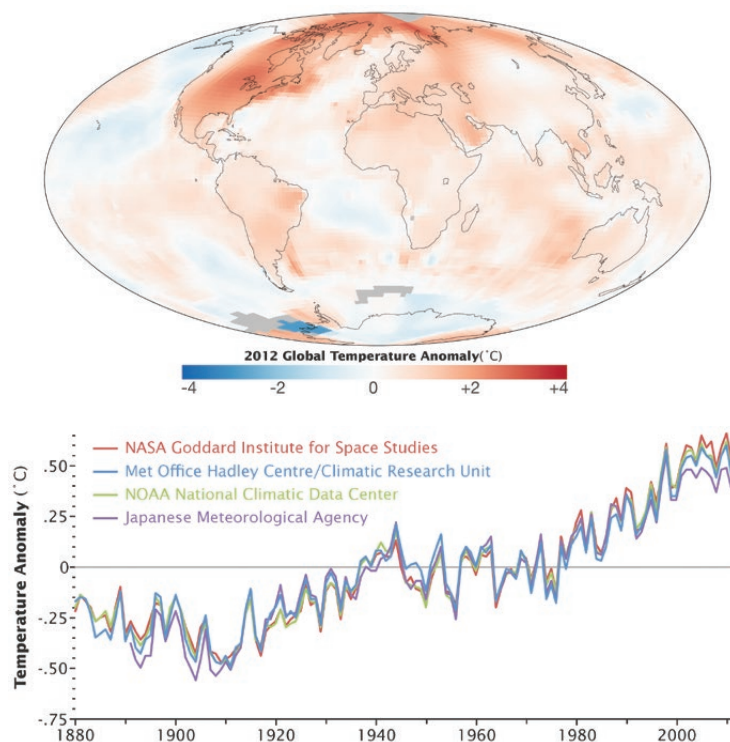 2012 Global Temperature Anomaly(˚C)
-4 -2 0 +2 +4
Temperature Anomaly (˚C)
.50
.25
0
-.25
-.50
-.75
NASA Goddard Institute for Space Studies
Met Office Hadley Centre/Climatic Research Unit
NOAA National Climatic Data Center
Japanese Meteorological Agency
1880 1900 1920 1940 1960 1980 2000